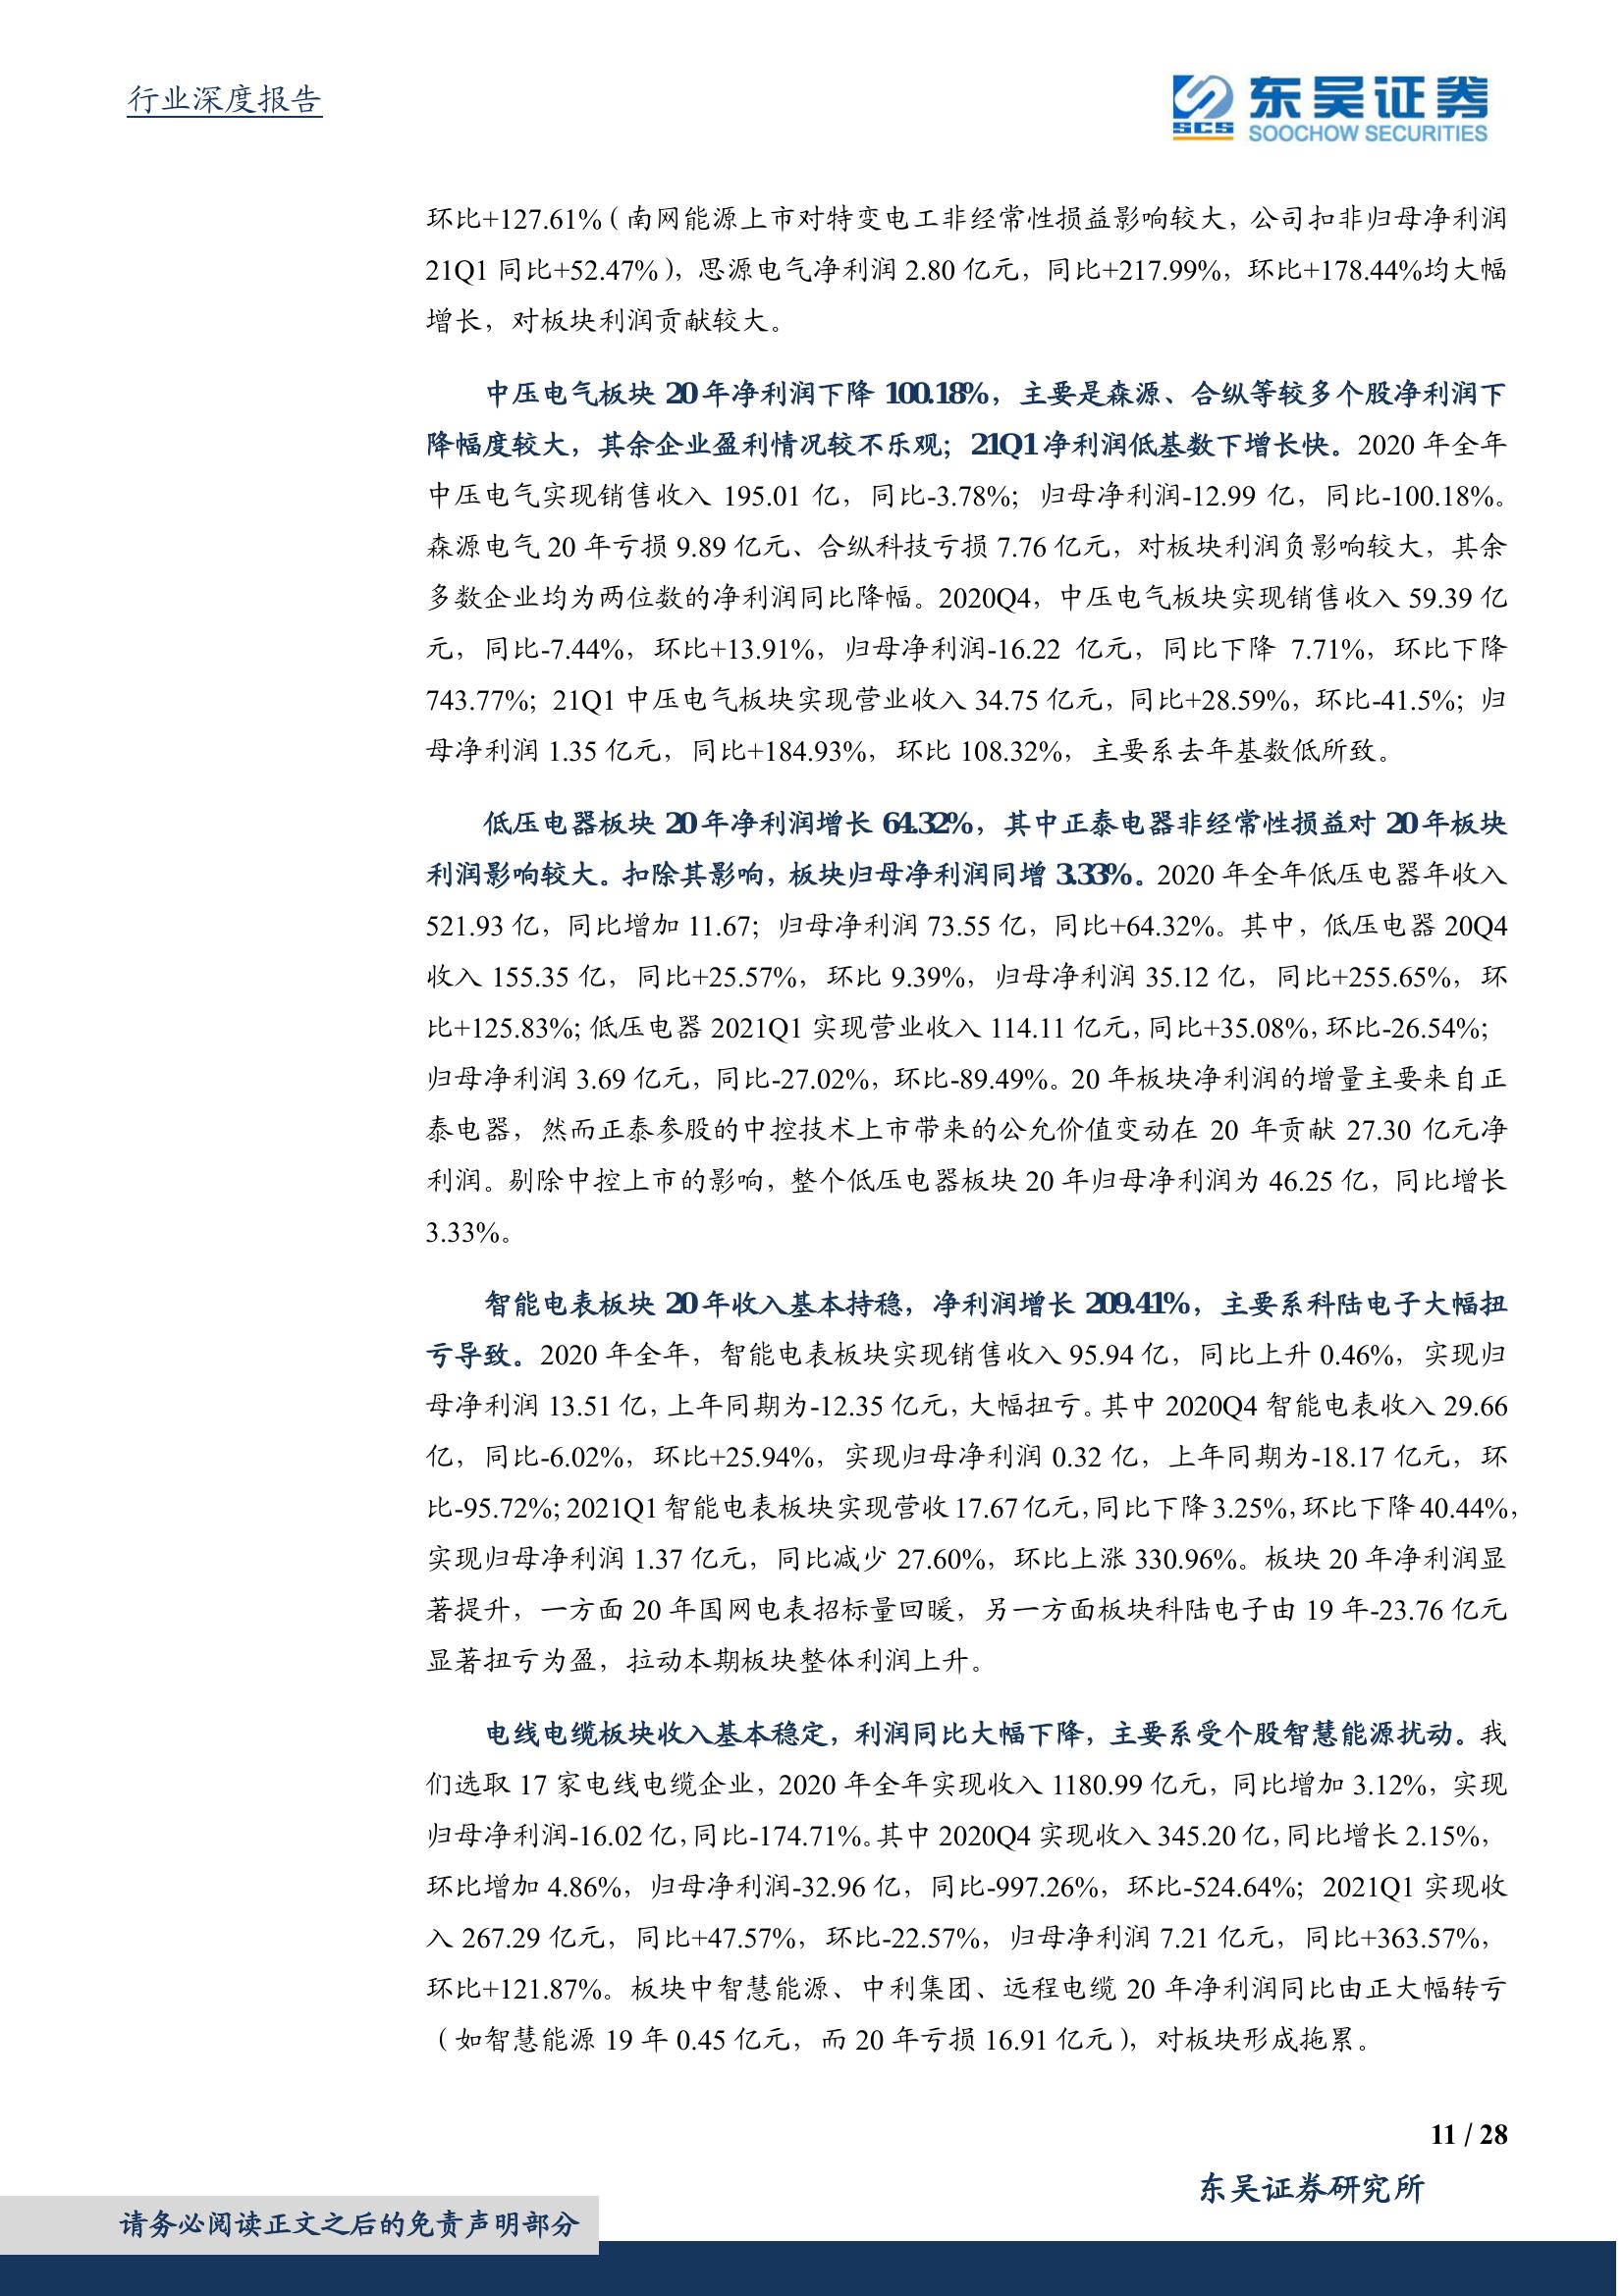 行业深度报告
SCS 东吴证券
SOOCHOW SECURITIES
环比+127.61%（南网能源上市对特变电工非经常性损益影响较大，公司扣非归母净利润
21Q1 同比+52.47%），思源电气净利润 2.80 亿元，同比+217.99%，环比+178.44%均大幅
增长，对板块利润贡献较大。
中压电气板块 20 年净利润下降 100.18%，主要是森源、合纵等较多个股净利润下
降幅度较大，其余企业盈利情况较不乐观；21Q1 净利润低基数下增长快。2020 年全年
中压电气实现销售收入 195.01 亿，同比-3.78%；归母净利润-12.99 亿，同比-100.18%。
森源电气 20 年亏损 9.89 亿元、合纵科技亏损 7.76 亿元，对板块利润负影响较大，其余
多数企业均为两位数的净利润同比降幅。2020Q4，中压电气板块实现销售收入 59.39 亿
元，同比-7.44%，环比+13.91%，归母净利润-16.22 亿元，同比下降 7.71%，环比下降
743.77%；21Q1 中压电气板块实现营业收入 34.75 亿元，同比+28.59%，环比-41.5%；归
母净利润 1.35 亿元，同比+184.93%，环比 108.32%，主要系去年基数低所致。
低压电器板块 20 年净利润增长 64.32%，其中正泰电器非经常性损益对 20 年板块
利润影响较大。扣除其影响，板块归母净利润同增 3.33%。2020 年全年低压电器年收入
521.93 亿，同比增加 11.67；归母净利润 73.55 亿，同比+64.32%。其中，低压电器 20Q4
收入 155.35 亿，同比+25.57%，环比 9.39%，归母净利润 35.12 亿，同比+255.65%，环
比+125.83%；低压电器 2021Q1 实现营业收入 114.11 亿元，同比+35.08%，环比-26.54%；
归母净利润 3.69 亿元，同比-27.02%，环比-89.49%。20 年板块净利润的增量主要来自正
泰电器，然而正泰参股的中控技术上市带来的公允价值变动在 20 年贡献 27.30 亿元净
利润。剔除中控上市的影响，整个低压电器板块 20 年归母净利润为 46.25 亿，同比增长
3.33%。
智能电表板块 20 年收入基本持稳，净利润增长 209.41%，主要系科陆电子大幅扭
亏导致。2020 年全年，智能电表板块实现销售收入 95.94 亿，同比上升 0.46%，实现归
母净利润 13.51 亿，上年同期为-12.35 亿元，大幅扭亏。其中 2020Q4 智能电表收入 29.66
亿，同比-6.02%，环比+25.94%，实现归母净利润 0.32 亿，上年同期为-18.17 亿元，环
比-95.72%；2021Q1 智能电表板块实现营收 17.67 亿元，同比下降 3.25%，环比下降 40.44%，
实现归母净利润 1.37 亿元，同比减少 27.60%，环比上涨 330.96%。板块 20 年净利润显
著提升，一方面 20 年国网电表招标量回暖，另一方面板块科陆电子由 19 年-23.76 亿元
显著扭亏为盈，拉动本期板块整体利润上升。
电线电缆板块收入基本稳定，利润同比大幅下降，主要系受个股智慧能源扰动。我
们选取 17 家电线电缆企业，2020 年全年实现收入 1180.99 亿元，同比增加 3.12%，实现
归母净利润-16.02 亿，同比-174.71%。其中 2020Q4 实现收入 345.20 亿，同比增长 2.15%，
环比增加 4.86%，归母净利润-32.96 亿，同比-997.26%，环比-524.64%；2021Q1 实现收
入 267.29 亿元，同比+47.57%，环比-22.57%，归母净利润 7.21 亿元，同比+363.57%，
环比+121.87%。板块中智慧能源、中利集团、远程电缆 20 年净利润同比由正大幅转亏
（如智慧能源 19 年 0.45 亿元，而 20 年亏损 16.91 亿元），对板块形成拖累。
11 / 28
东吴证券研究所
请务必阅读正文之后的免责声明部分